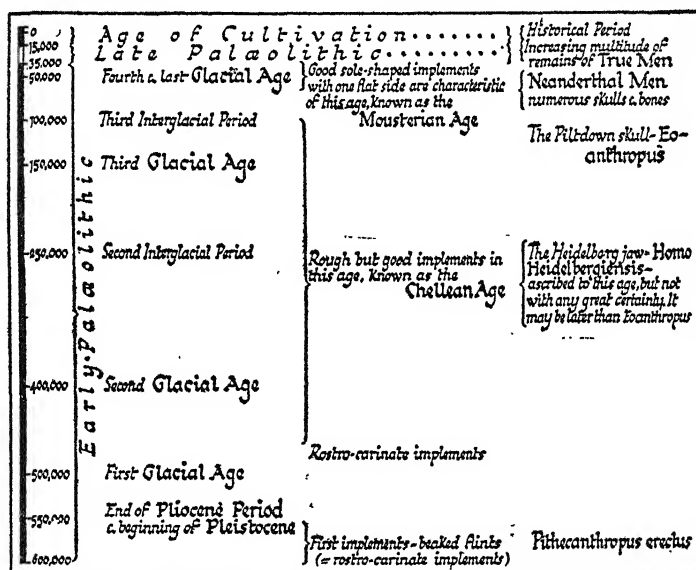 0
15,000
35,000
50,000
100,000
150,000
250,000
400,000
500,000
550,000
600,000
Early Palæolithic
Age of Cultivation
Late Palæolithic
Fourth & last Glacial Age
Third Interglacial Period
Third Glacial Age
Second Interglacial Period
Second Glacial Age
First Glacial Age
End of Pliocene Period
& beginning of Pleistocene
Good sole-shaped implements
with one flat side are characteristic
of this age, known as the
Mousterian Age
Rough but good implements in
this age, known as the
Chellean Age
Rostro-carinate implements
First implements-beaked flints
(= rostro-carinate implements)
Historical Period
Increasing multitude of
remains of True Men
Neanderthal Men
numerous skulls & bones
The Piltdown skull-Eo-
anthropus
The Heidelberg jaw-Homo
Heidelbergiensis-
ascribed to this age, but not
with any great certainty. It
may be later than Eoanthropus
Pithecanthropus erectus